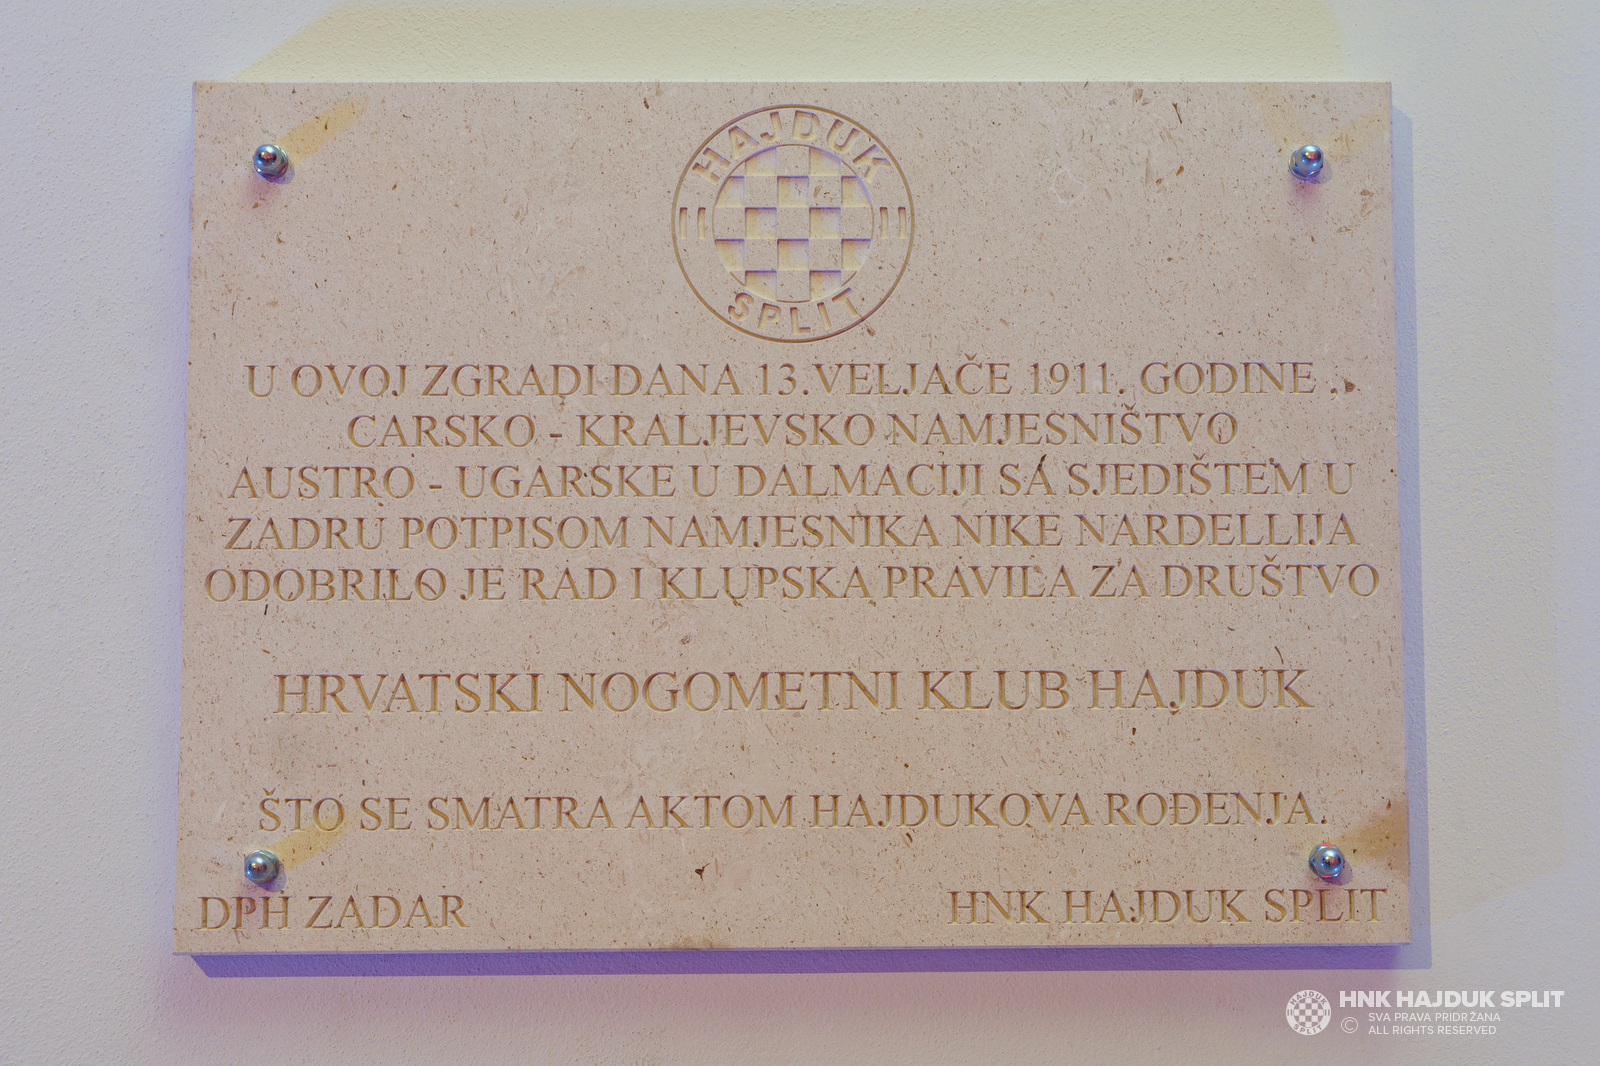 HAJDUK
SPLIT
U OVOJ ZGRADI DANA 13.VELJAČE 1911. GODINE ,
CARSKO - KRALJEVSKO NAMJESNIŠTVO
AUSTRO - UGARSKE U DALMACIJI SA SJEDIŠTEM U
ZADRU POTPISOM NAMJESNIKA NIKE NARDELLIJA
ODOBRILO JE RAD I KLUPSKA PRAVILA ZA DRUŠTVO
HRVATSKI NOGOMETNI KLUB HAJDUK
ŠTO SE SMATRA AKTOM HAJDUKOVA ROĐENJA.
DPH ZADAR
HNK HAJDUK SPLIT
HAJDUK
SPLIT
HNK HAJDUK SPLIT
© SVA PRAVA PRIDRŽANA
ALL RIGHTS RESERVED